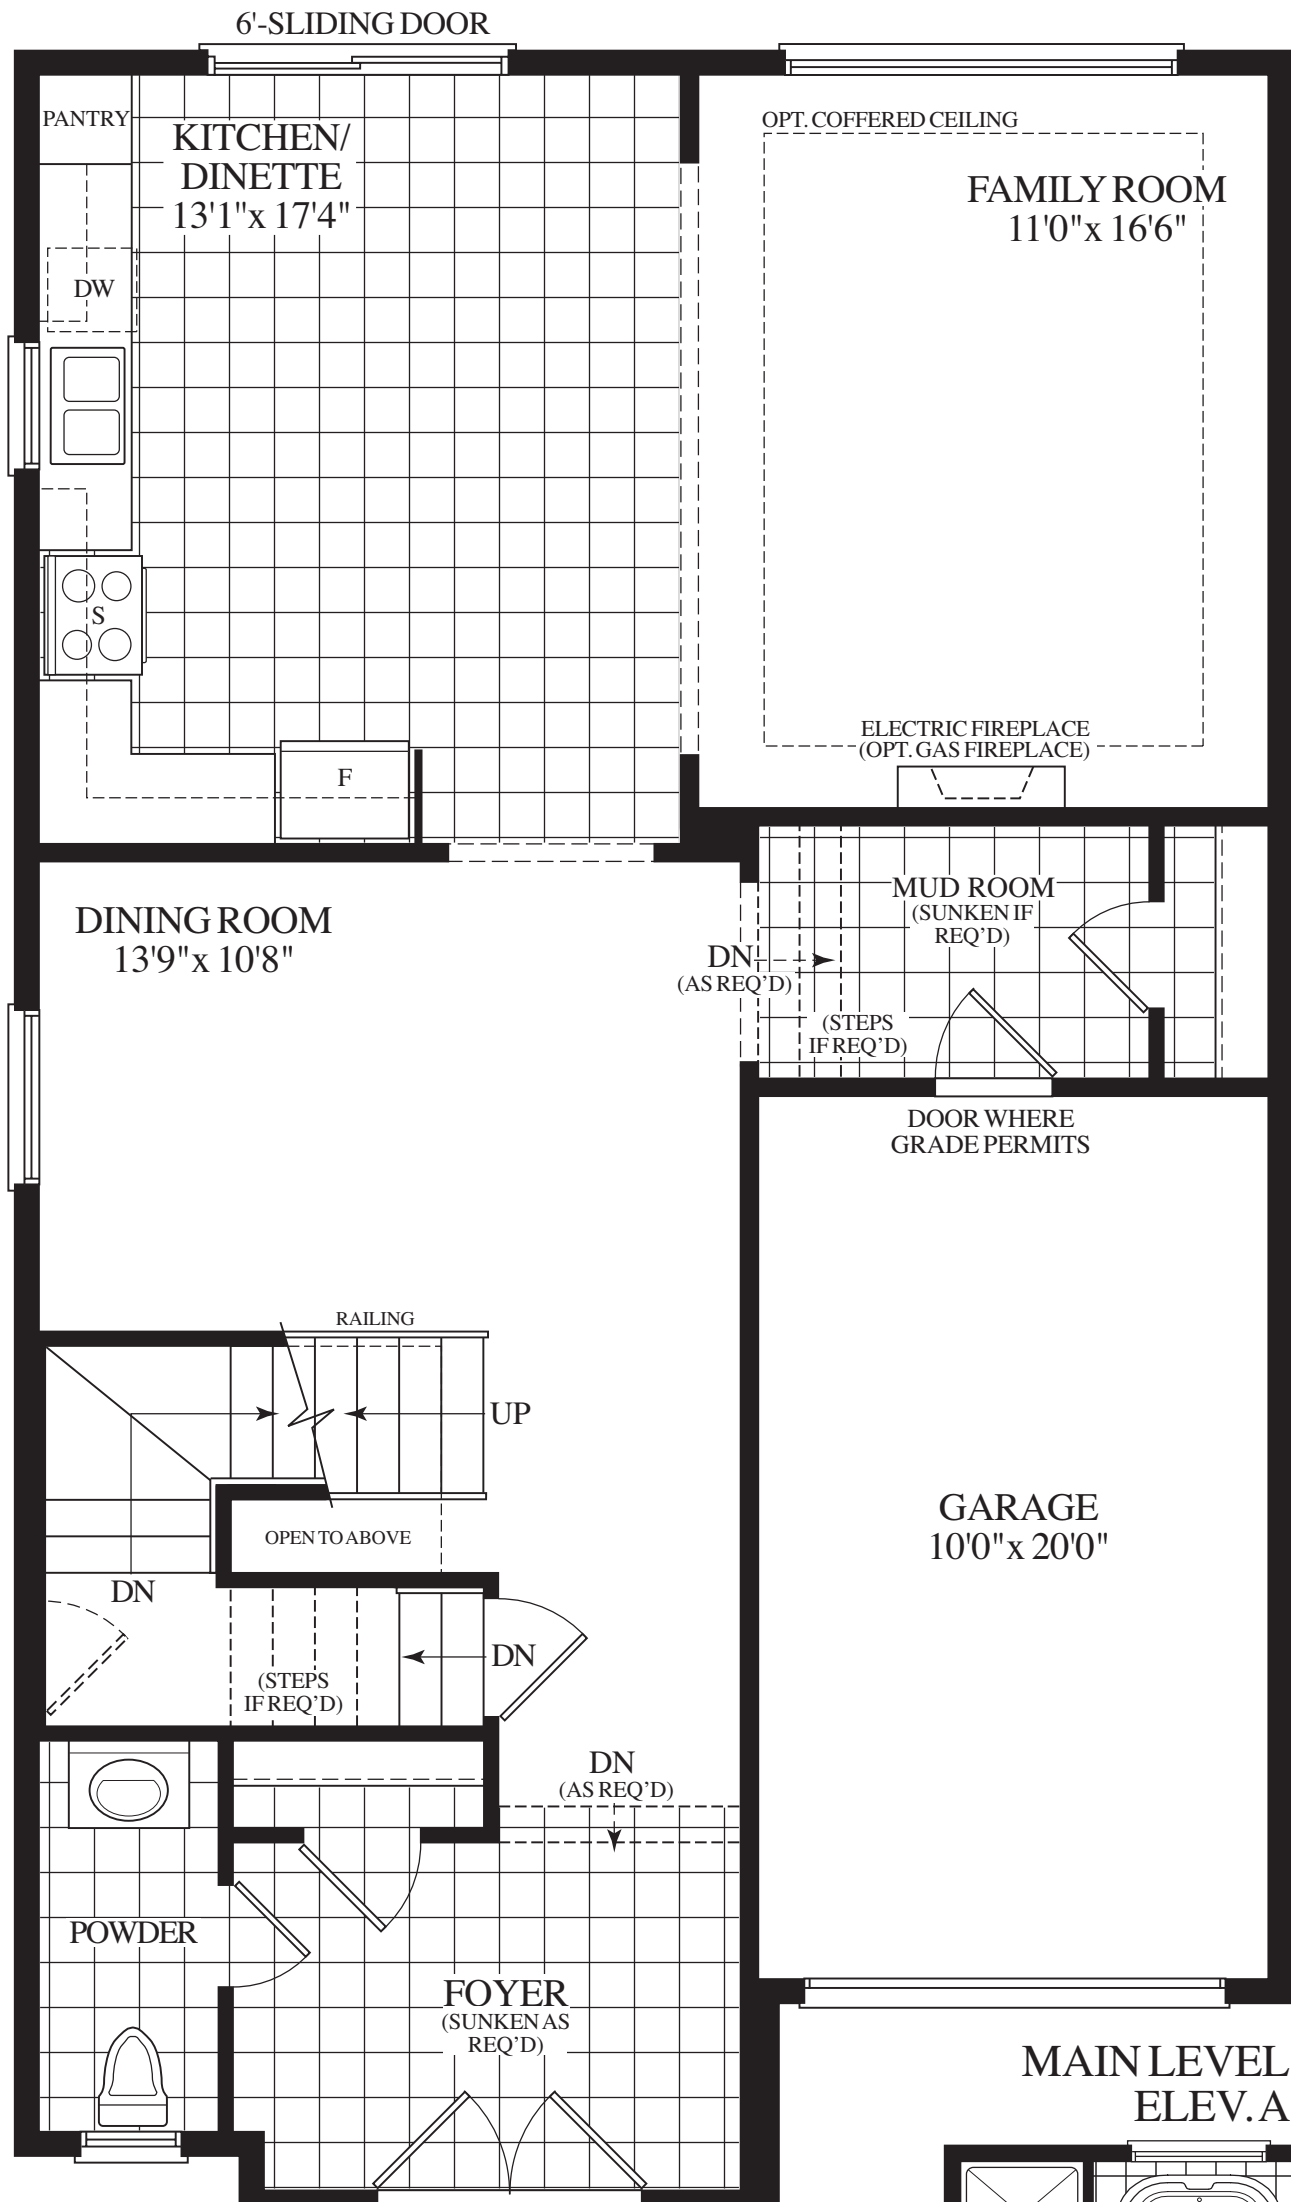 6'-SLIDING DOOR
PANTRY
KITCHEN/
DINETTE
13'1"x 17'4"
OPT. COFFERED CEILING
FAMILY ROOM
11'0"x 16'6"
DW
S
F
ELECTRIC FIREPLACE
(OPT. GAS FIREPLACE)
DINING ROOM
13'9"x 10'8"
MUD ROOM
(SUNKEN IF
REQ’D)
DN
(AS REQ’D)
(STEPS
IF REQ’D)
DOOR WHERE
GRADE PERMITS
RAILING
UP
OPEN TO ABOVE
GARAGE
10'0"x 20'0"
DN
DN
(STEPS
IF REQ’D)
DN
(AS REQ’D)
POWDER
FOYER
(SUNKEN AS
REQ’D)
MAIN LEVEL
ELEV. A